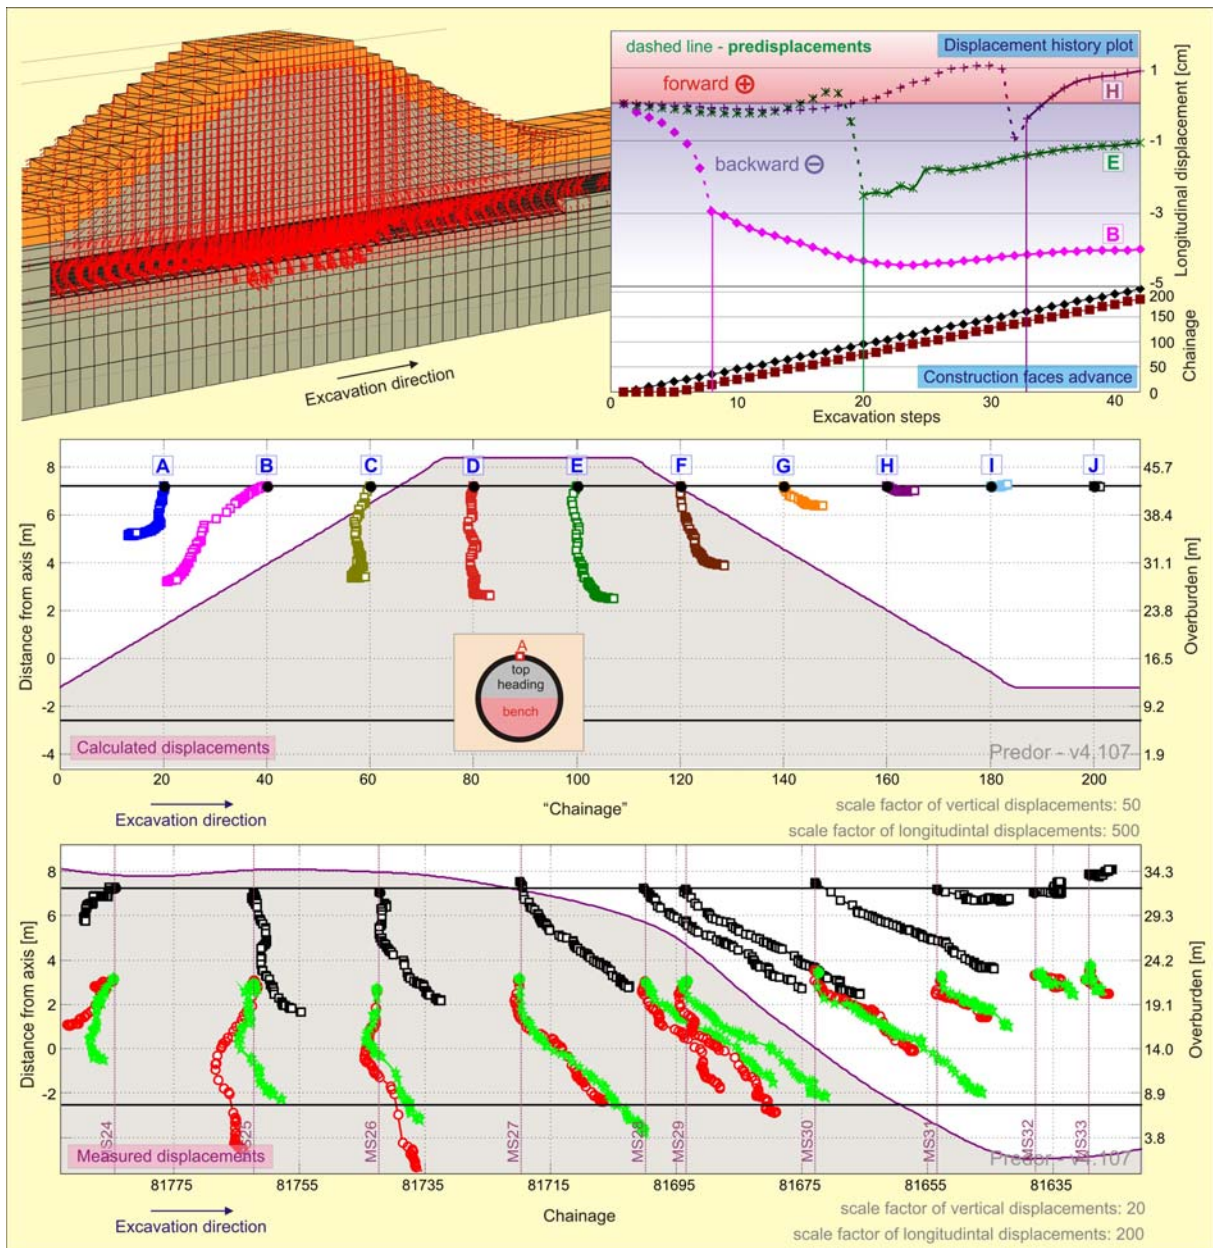 Excavation direction
dashed line - predisplacements
Displacement history plot
forward ⊕
backward ⊖
H
E
B
1
-1
-3
-5
Longitudinal displacement [cm]
200
150
100
50
0
Chainage
Construction faces advance
0 10 20 30 40
Excavation steps
A B C D E F G H I J
8
6
4
2
0
-2
-4
Distance from axis [m]
45.7
38.4
31.1
23.8
16.5
9.2
1.9
Overburden [m]
A
top
heading
bench
Calculated displacements
Predor - v4.107
0 20 40 60 80 100 120 140 160 180 200
Excavation direction
"Chainage"
scale factor of vertical displacements: 50
scale factor of longitudintal displacements: 500
8
6
4
2
0
-2
Distance from axis [m]
34.3
29.3
24.2
19.1
14.0
8.9
3.8
Overburden [m]
MS24 MS25 MS26 MS27 MS28 MS29 MS30 MS31 MS32 MS33
Measured displacements
Predor - v4.107
81775 81755 81735 81715 81695 81675 81655 81635
Excavation direction
Chainage
scale factor of vertical displacements: 20
scale factor of longitudintal displacements: 200